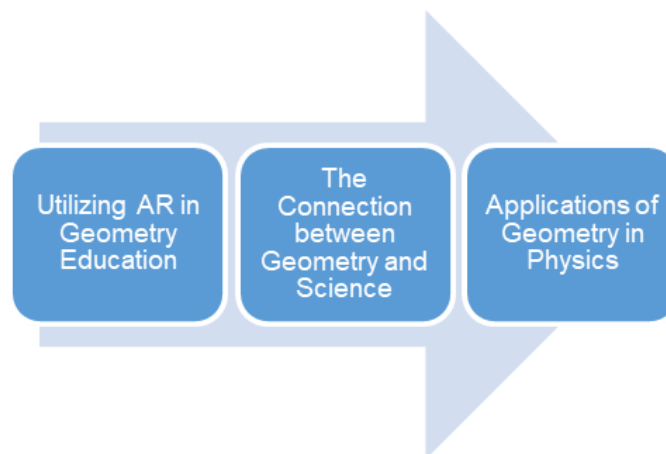 Utilizing AR in
Geometry
Education
The
Connection
between
Geometry and
Science
Applications of
Geometry in
Physics